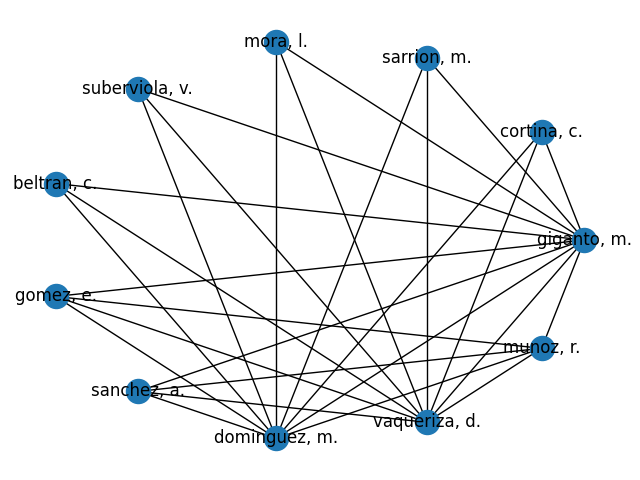 mora, l.
sarrion, m.
suberviola, v.
cortina, c.
beltran, c.
giganto, m.
gomez, e.
munoz, r.
sanchez, a.
vaqueriza, d.
dominguez, m.